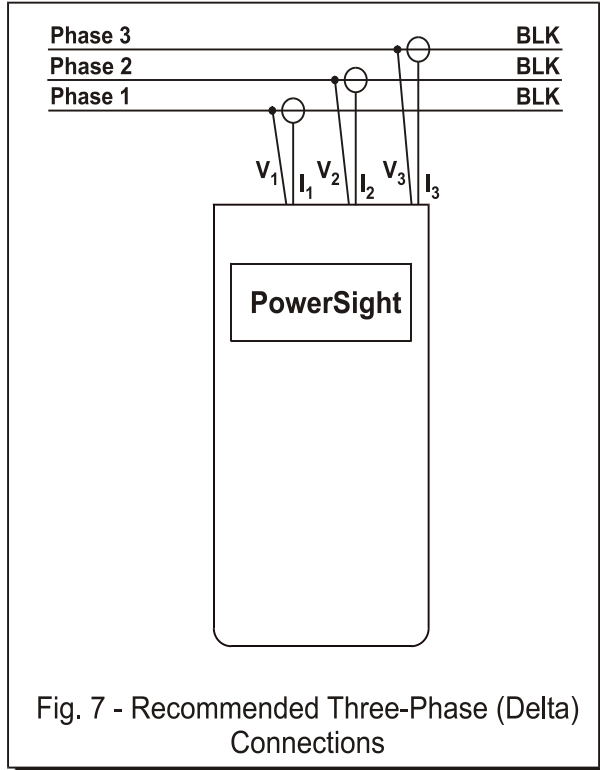 Phase 3 BLK
Phase 2 BLK
Phase 1 BLK
V1 I1 V2 I2 V3 I3
PowerSight
Fig. 7 - Recommended Three-Phase (Delta)
Connections